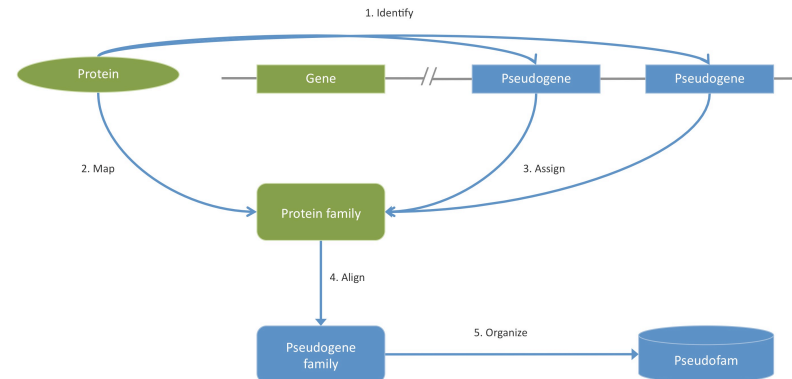 1. Identify
Protein
Gene
Pseudogene
Pseudogene
2. Map
3. Assign
Protein family
4. Align
Pseudogene
family
5. Organize
Pseudofam